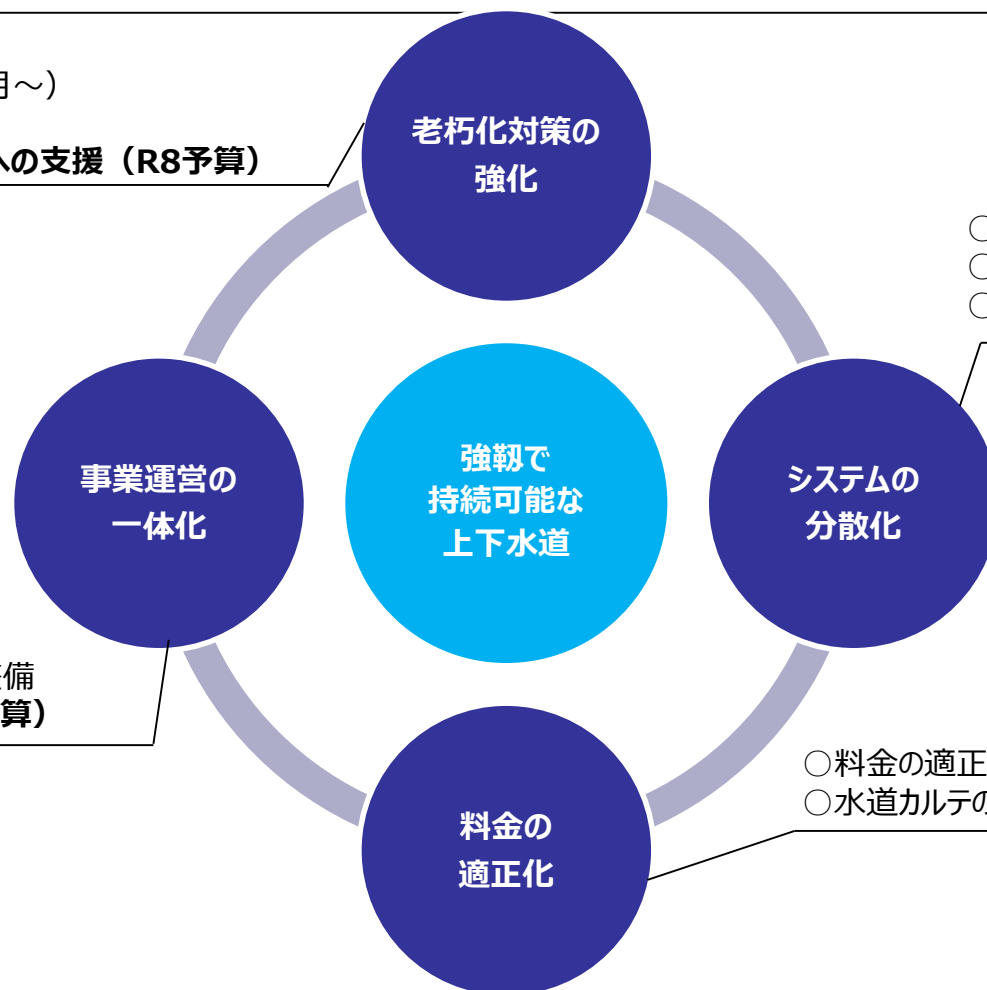 月～）
への支援（R8予算）
老朽化対策の
強化
○
○
○
事業運営の
一体化
強靱で
持続可能な
上下水道
システムの
分散化
備
算）
○料金の適正
○水道カルテの
料金の
適正化